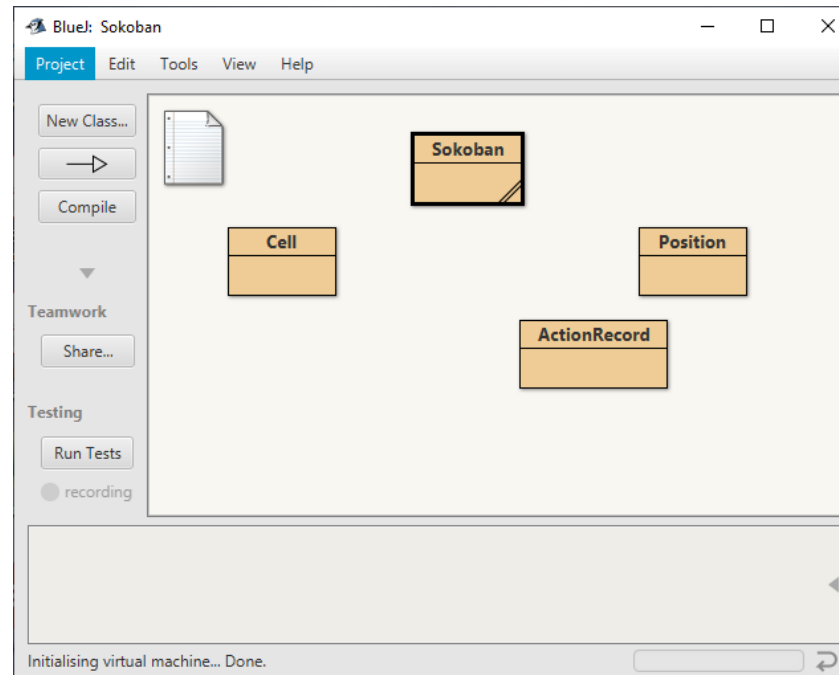 BlueJ: Sokoban
Project Edit Tools View Help
New Class...
Compile
Teamwork
Share...
Testing
Run Tests
recording
Sokoban
Cell
Position
ActionRecord
Initialising virtual machine... Done.